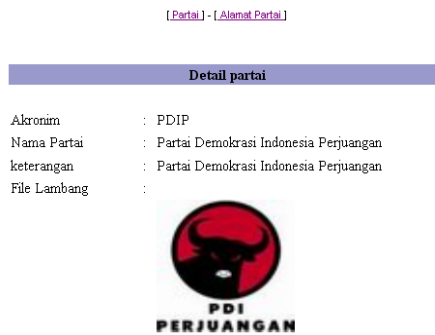 [ Partai ] - [ Alamat Partai ]
Detail partai
Akronim : PDIP
Nama Partai : Partai Demokrasi Indonesia Perjuangan
keterangan : Partai Demokrasi Indonesia Perjuangan
File Lambang :
PDI
PERJUANGAN